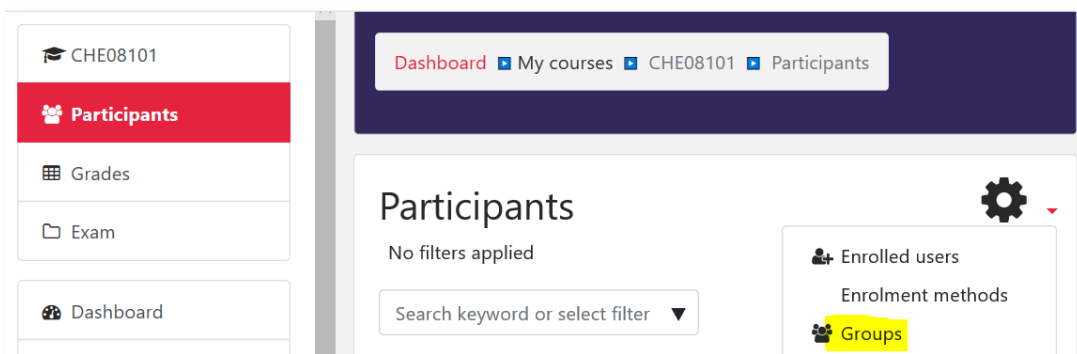 CHE08101
Participants
Grades
Exam
Dashboard
Dashboard My courses CHE08101 Participants
Participants
No filters applied
Search keyword or select filter ▼
Enrolled users
Enrolment methods
Groups